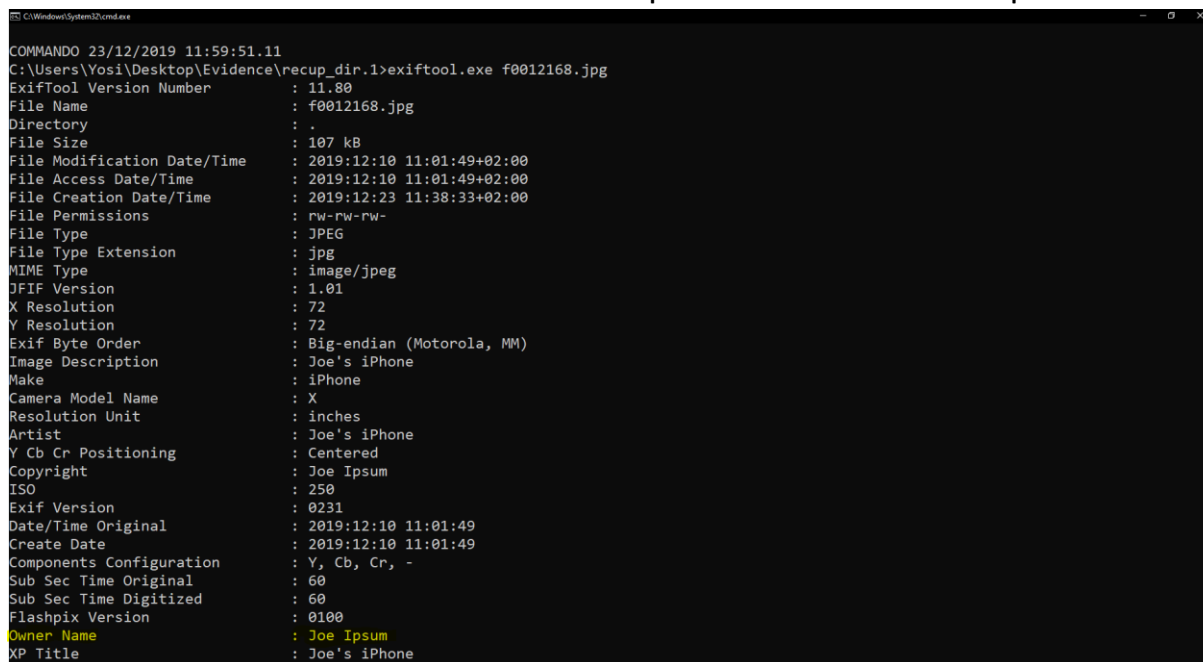 C:\Windows\System32\cmd.exe
COMMANDO 23/12/2019 11:59:51.11
C:\Users\Yosi\Desktop\Evidence\recup_dir.1>exiftool.exe f0012168.jpg
ExifTool Version Number : 11.80
File Name : f0012168.jpg
Directory : .
File Size : 107 kB
File Modification Date/Time : 2019:12:10 11:01:49+02:00
File Access Date/Time : 2019:12:10 11:01:49+02:00
File Creation Date/Time : 2019:12:23 11:38:33+02:00
File Permissions : rw-rw-rw-
File Type : JPEG
File Type Extension : jpg
MIME Type : image/jpeg
JFIF Version : 1.01
X Resolution : 72
Y Resolution : 72
Exif Byte Order : Big-endian (Motorola, MM)
Image Description : Joe's iPhone
Make : iPhone
Camera Model Name : X
Resolution Unit : inches
Artist : Joe's iPhone
Y Cb Cr Positioning : Centered
Copyright : Joe Ipsum
ISO : 250
Exif Version : 0231
Date/Time Original : 2019:12:10 11:01:49
Create Date : 2019:12:10 11:01:49
Components Configuration : Y, Cb, Cr, -
Sub Sec Time Original : 60
Sub Sec Time Digitized : 60
Flashpix Version : 0100
Owner Name : Joe Ipsum
XP Title : Joe's iPhone